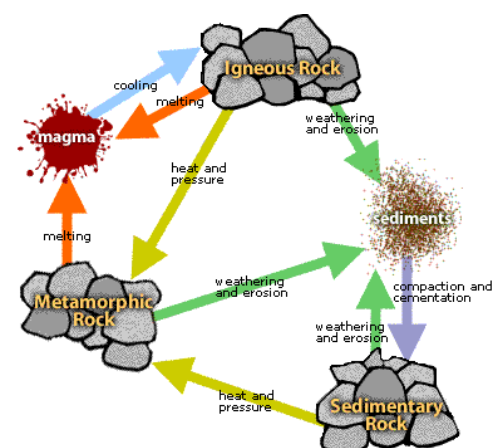 Igneous Rock
cooling
melting
magma
weathering
and erosion
heat and
pressure
sediments
melting
weathering
and erosion
compaction and
cementation
Metamorphic
Rock
weathering
and erosion
heat and
pressure
Sedimentary
Rock